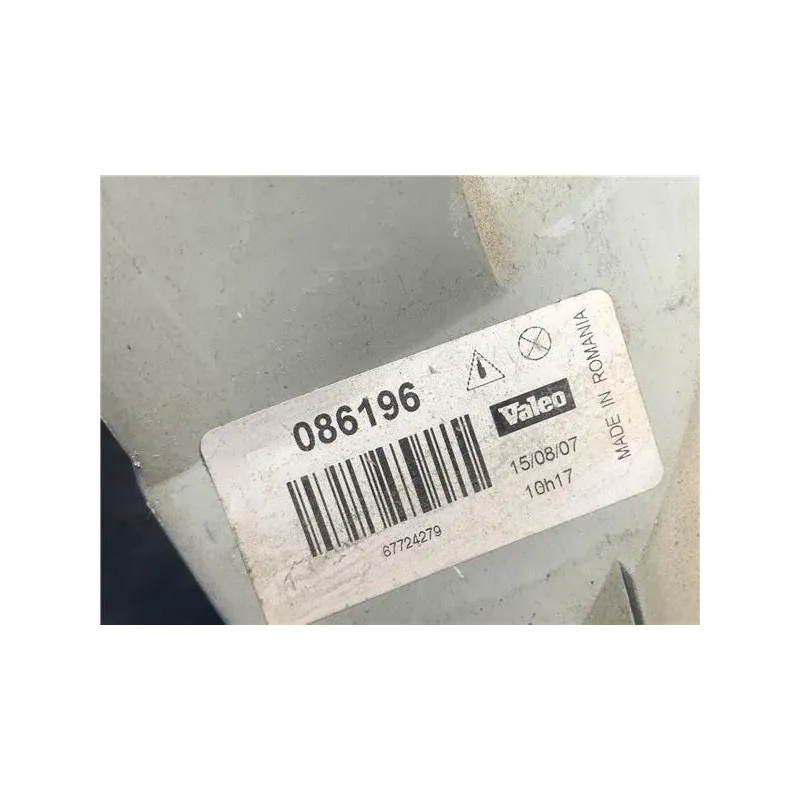 086196
Valeo
15/08/07
10h17
67724279
MADE IN ROMANIA